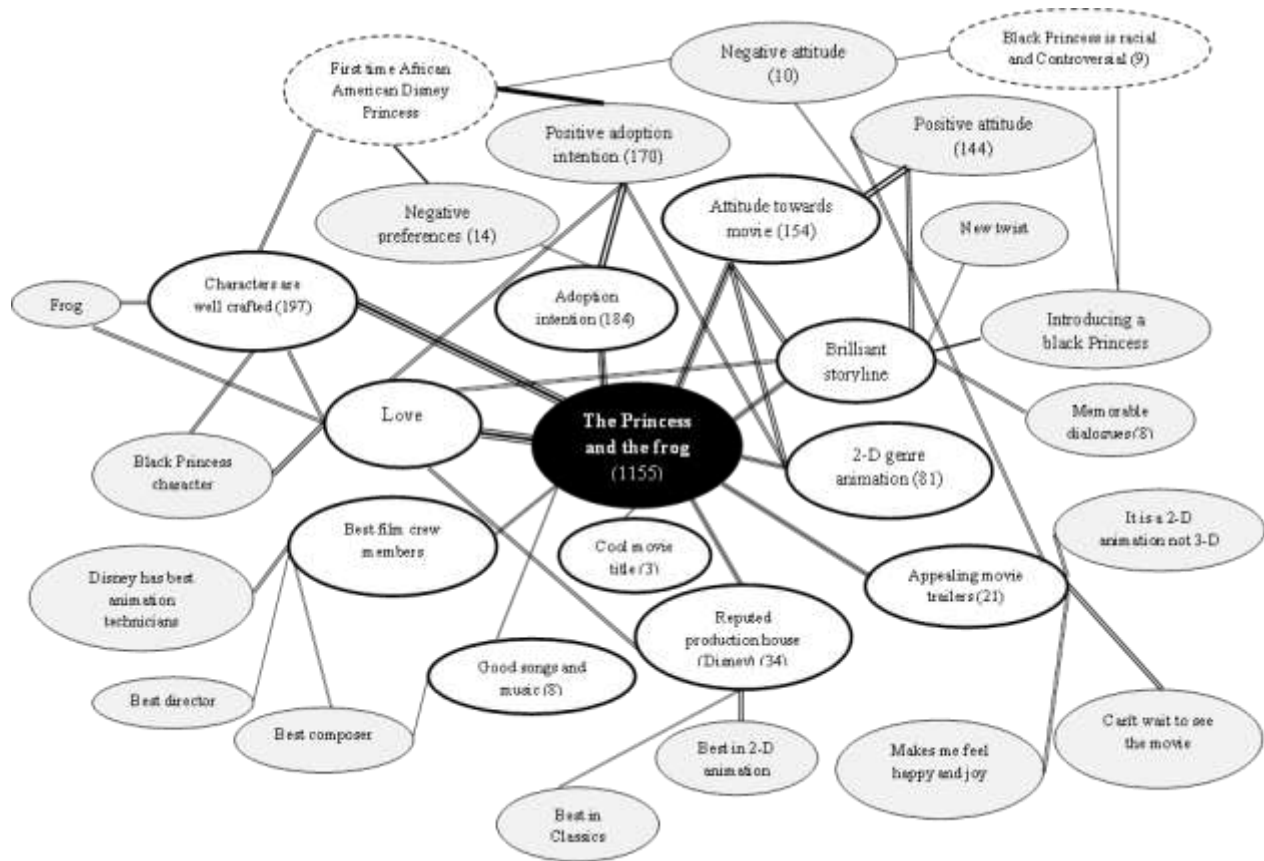 Black Princess is racial
and Controversial (9)
Negative attitude
(10)
First time African
American Disney
Princess
Positive adoption
intention (170)
Positive attitude
(144)
Attitude towards
movie (154)
Negative
preferences (14)
New twist
Characters are
well crafted (197)
Frog
Adoption
intention (184)
Introducing a
black Princess
Brilliant
storyline
Love
The Princess
and the frog
(1155)
Memorable
dialogues (8)
Black Princess
character
2-D genre
animation (81)
It is a 2-D
animation not 3-D
Best film crew
members
Cool movie
title (3)
Appealing movie
trailers (21)
Disney has best
animation
technicians
Reputed
production house
(Disney) (34)
Good songs and
music (8)
Best director
Best composer
Best in 2-D
animation
Makes me feel
happy and joy
Can't wait to see
the movie
Best in
Classics